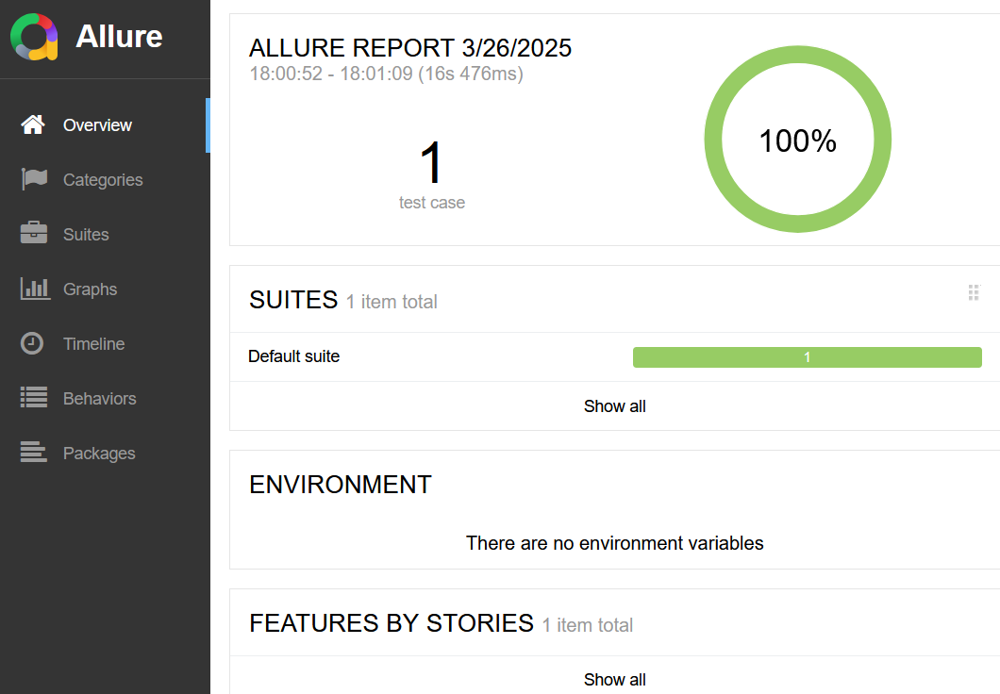 Allure
Overview
Categories
Suites
Graphs
Timeline
Behaviors
Packages
ALLURE REPORT 3/26/2025
18:00:52 - 18:01:09 (16s 476ms)
1
test case
100%
SUITES 1 item total
Default suite 1
Show all
ENVIRONMENT
There are no environment variables
FEATURES BY STORIES 1 item total
Show all